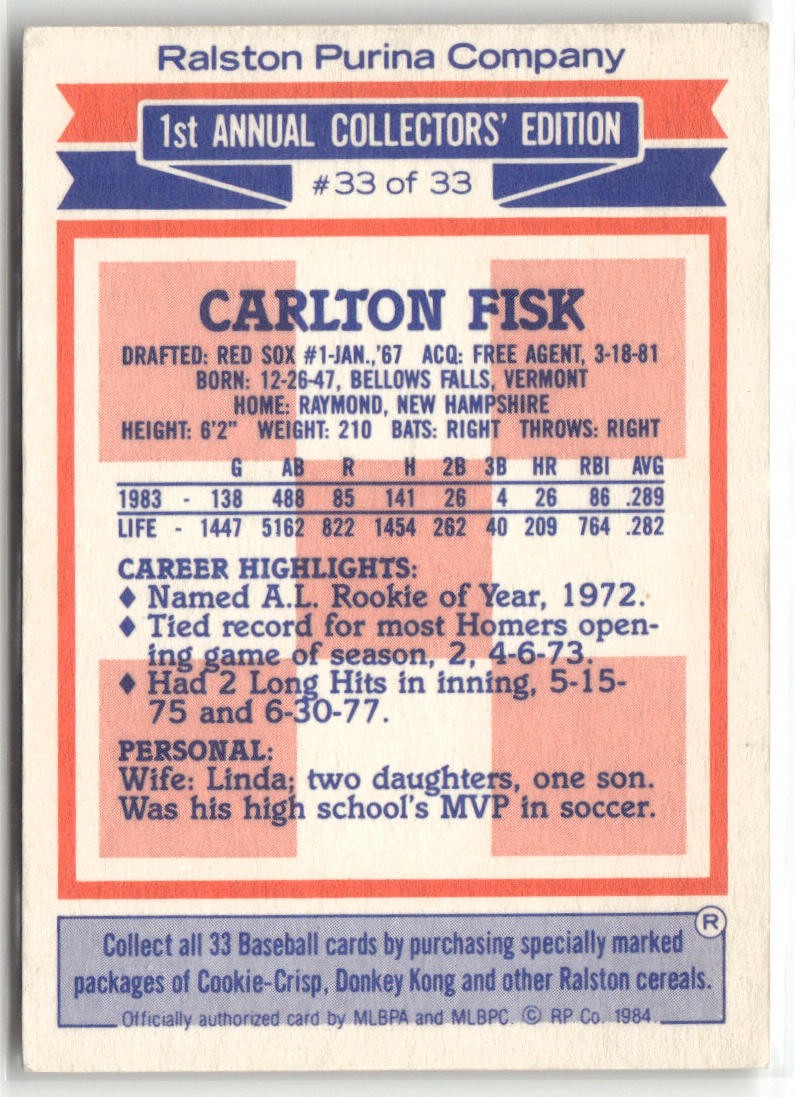 Ralston Purina Company
1st ANNUAL COLLECTORS' EDITION
#33 of 33
CARLTON FISK
DRAFTED: RED SOX #1-JAN.,'67 ACQ: FREE AGENT, 3-18-81
BORN: 12-26-47, BELLOWS FALLS, VERMONT
HOME: RAYMOND, NEW HAMPSHIRE
HEIGHT: 6'2" WEIGHT: 210 BATS: RIGHT THROWS: RIGHT
G AB R H 2B 3B HR RBI AVG
1983 - 138 488 85 141 26 4 26 86 .289
LIFE - 1447 5162 822 1454 262 40 209 764 .282
CAREER HIGHLIGHTS:
♦ Named A.L. Rookie of Year, 1972.
♦ Tied record for most Homers open-
ing game of season, 2, 4-6-73.
♦ Had 2 Long Hits in inning, 5-15-
75 and 6-30-77.
PERSONAL:
Wife: Linda; two daughters, one son.
Was his high school's MVP in soccer.
®
Collect all 33 Baseball cards by purchasing specially marked
packages of Cookie-Crisp, Donkey Kong and other Ralston cereals.
Officially authorized card by MLBPA and MLBPC. © RP Co. 1984